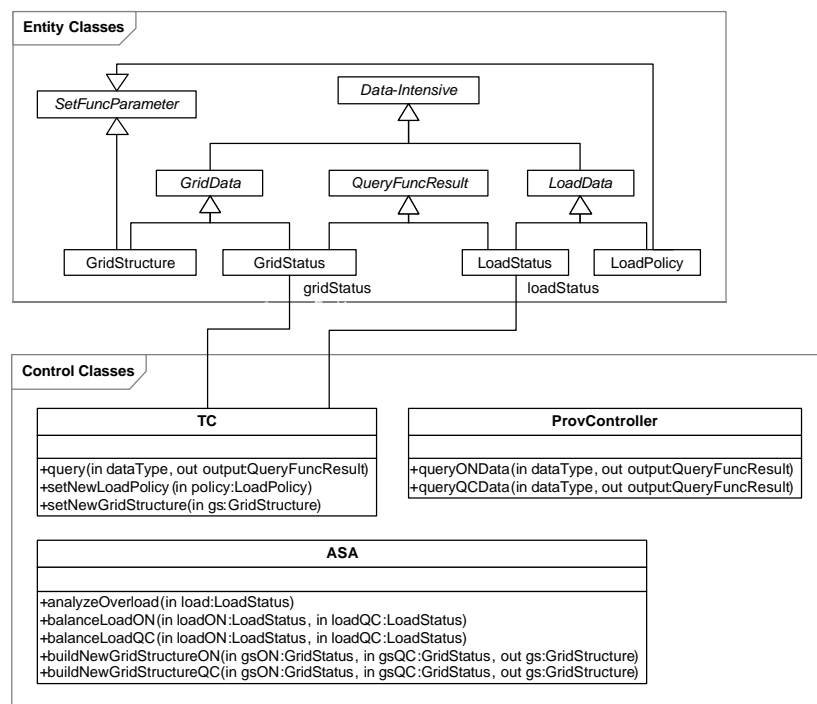 Entity Classes
SetFuncParameter
Data-Intensive
GridData
QueryFuncResult
LoadData
GridStructure
GridStatus
LoadStatus
LoadPolicy
gridStatus
loadStatus
Control Classes
TC
+query(in dataType, out output:QueryFuncResult)
+setNewLoadPolicy(in policy:LoadPolicy)
+setNewGridStructure(in gs:GridStructure)
ProvController
+queryONData(in dataType, out output:QueryFuncResult)
+queryQCData(in dataType, out output:QueryFuncResult)
ASA
+analyzeOverload(in load:LoadStatus)
+balanceLoadON(in loadON:LoadStatus, in loadQC:LoadStatus)
+balanceLoadQC(in loadON:LoadStatus, in loadQC:LoadStatus)
+buildNewGridStructureON(in gsON:GridStatus, in gsQC:GridStatus, out gs:GridStructure)
+buildNewGridStructureQC(in gsON:GridStatus, in gsQC:GridStatus, out gs:GridStructure)